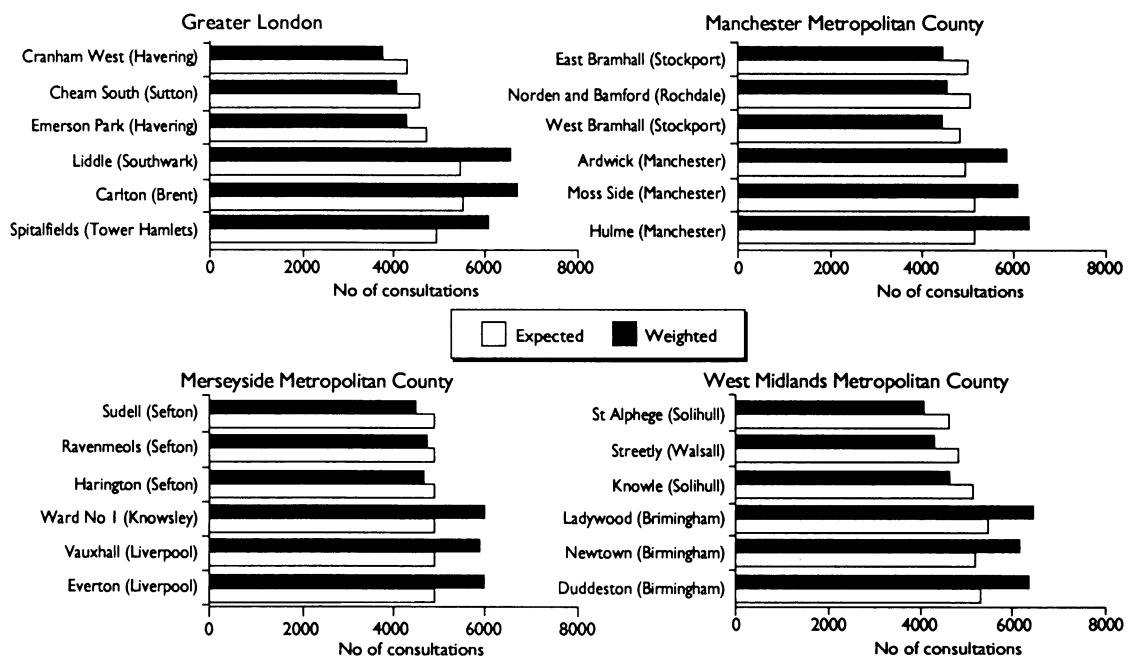 Greater London
Cranham West (Havering)
Cheam South (Sutton)
Emerson Park (Havering)
Liddle (Southwark)
Carlton (Brent)
Spitalfields (Tower Hamlets)
0 2000 4000 6000 8000
No of consultations
Manchester Metropolitan County
East Bramhall (Stockport)
Norden and Bamford (Rochdale)
West Bramhall (Stockport)
Ardwick (Manchester)
Moss Side (Manchester)
Hulme (Manchester)
0 2000 4000 6000 8000
No of consultations
Expected Weighted
Merseyside Metropolitan County
Sudell (Sefton)
Ravenmeols (Sefton)
Harington (Sefton)
Ward No 1 (Knowsley)
Vauxhall (Liverpool)
Everton (Liverpool)
0 2000 4000 6000 8000
No of consultations
West Midlands Metropolitan County
St Alphege (Solihull)
Streetly (Walsall)
Knowle (Solihull)
Ladywood (Brimingham)
Newtown (Birmingham)
Duddeston (Birmingham)
0 2000 4000 6000 8000
No of consultations